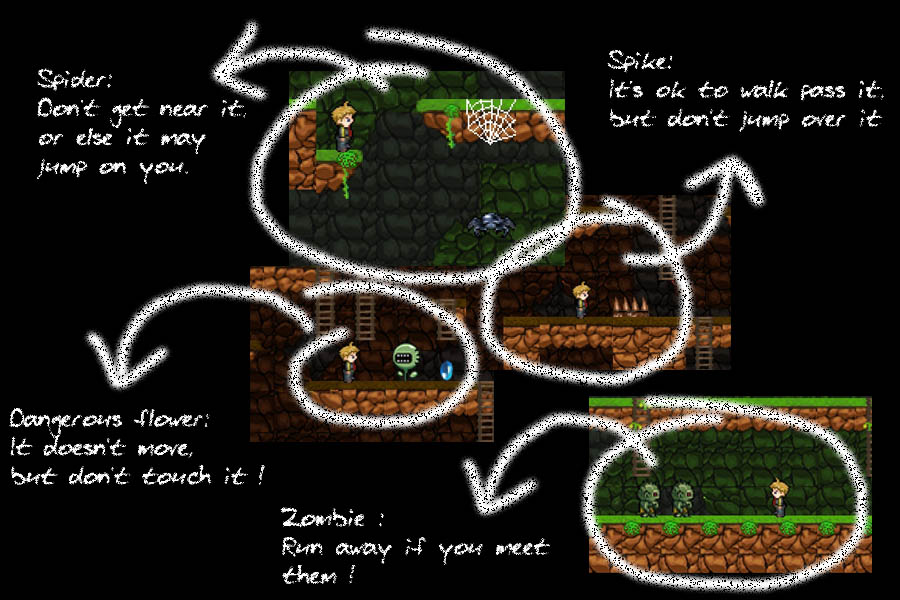 Spider:
Don't get near it,
or else it may
jump on you.
Spike:
It's ok to walk pass it,
but don't jump over it
Dangerous flower:
It doesn't move,
but don't touch it !
Zombie :
Run away if you meet
them !